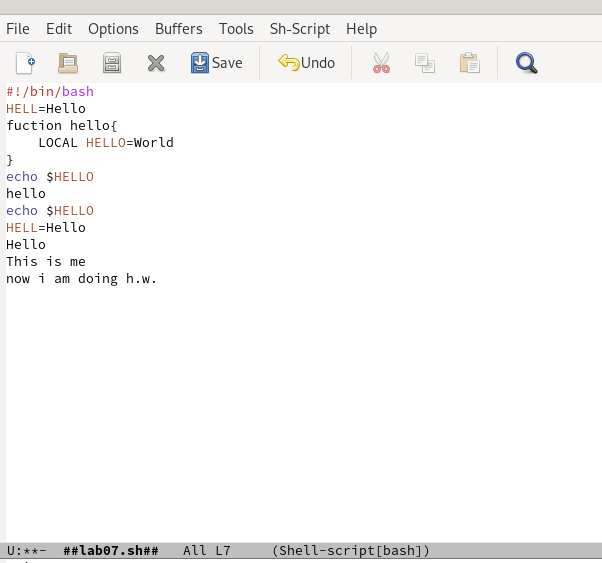 File Edit Options Buffers Tools Sh-Script Help
Save Undo
#!/bin/bash
HELL=Hello
fuction hello{
    LOCAL HELLO=World
}
echo $HELLO
hello
echo $HELLO
HELL=Hello
Hello
This is me
now i am doing h.w.
U:**-  ##lab07.sh##   All L7     (Shell-script[bash])